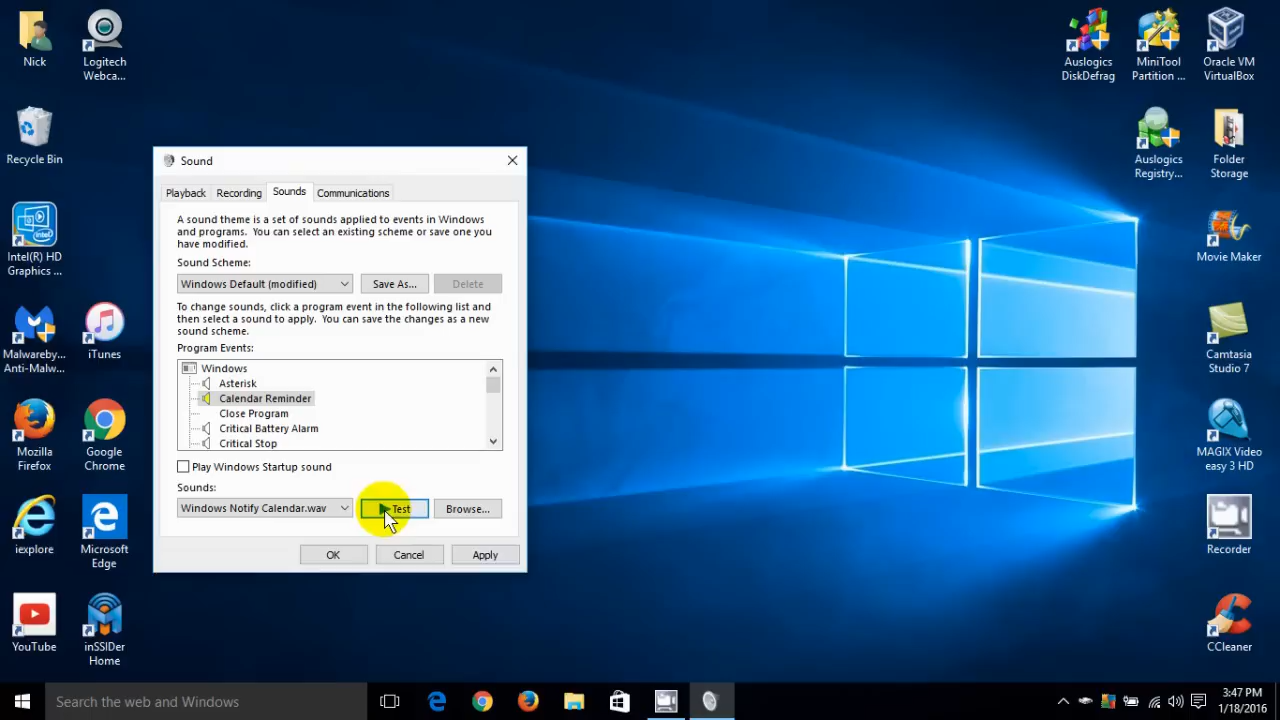 Nick
Logitech
Webca...
Recycle Bin
Intel(R) HD
Graphics ...
Malwareby...
Anti-Malw...
iTunes
Mozilla
Firefox
Google
Chrome
iexplore
Microsoft
Edge
YouTube
inSSIDer
Home
Sound
Playback
Recording
Sounds
Communications
A sound theme is a set of sounds applied to events in Windows
and programs. You can select an existing scheme or save one you
have modified.
Sound Scheme:
Windows Default (modified)
Save As...
Delete
To change sounds, click a program event in the following list and
then select a sound to apply. You can save the changes as a new
sound scheme.
Program Events:
Windows
Asterisk
Calendar Reminder
Close Program
Critical Battery Alarm
Critical Stop
Play Windows Startup sound
Sounds:
Windows Notify Calendar.wav
Test
Browse...
OK
Cancel
Apply
Auslogics
DiskDefrag
MiniTool
Partition ...
Oracle VM
VirtualBox
Auslogics
Registry...
Folder
Storage
Movie Maker
Camtasia
Studio 7
MAGIX Video
easy 3 HD
Recorder
CCleaner
Search the web and Windows
3:47 PM
1/18/2016